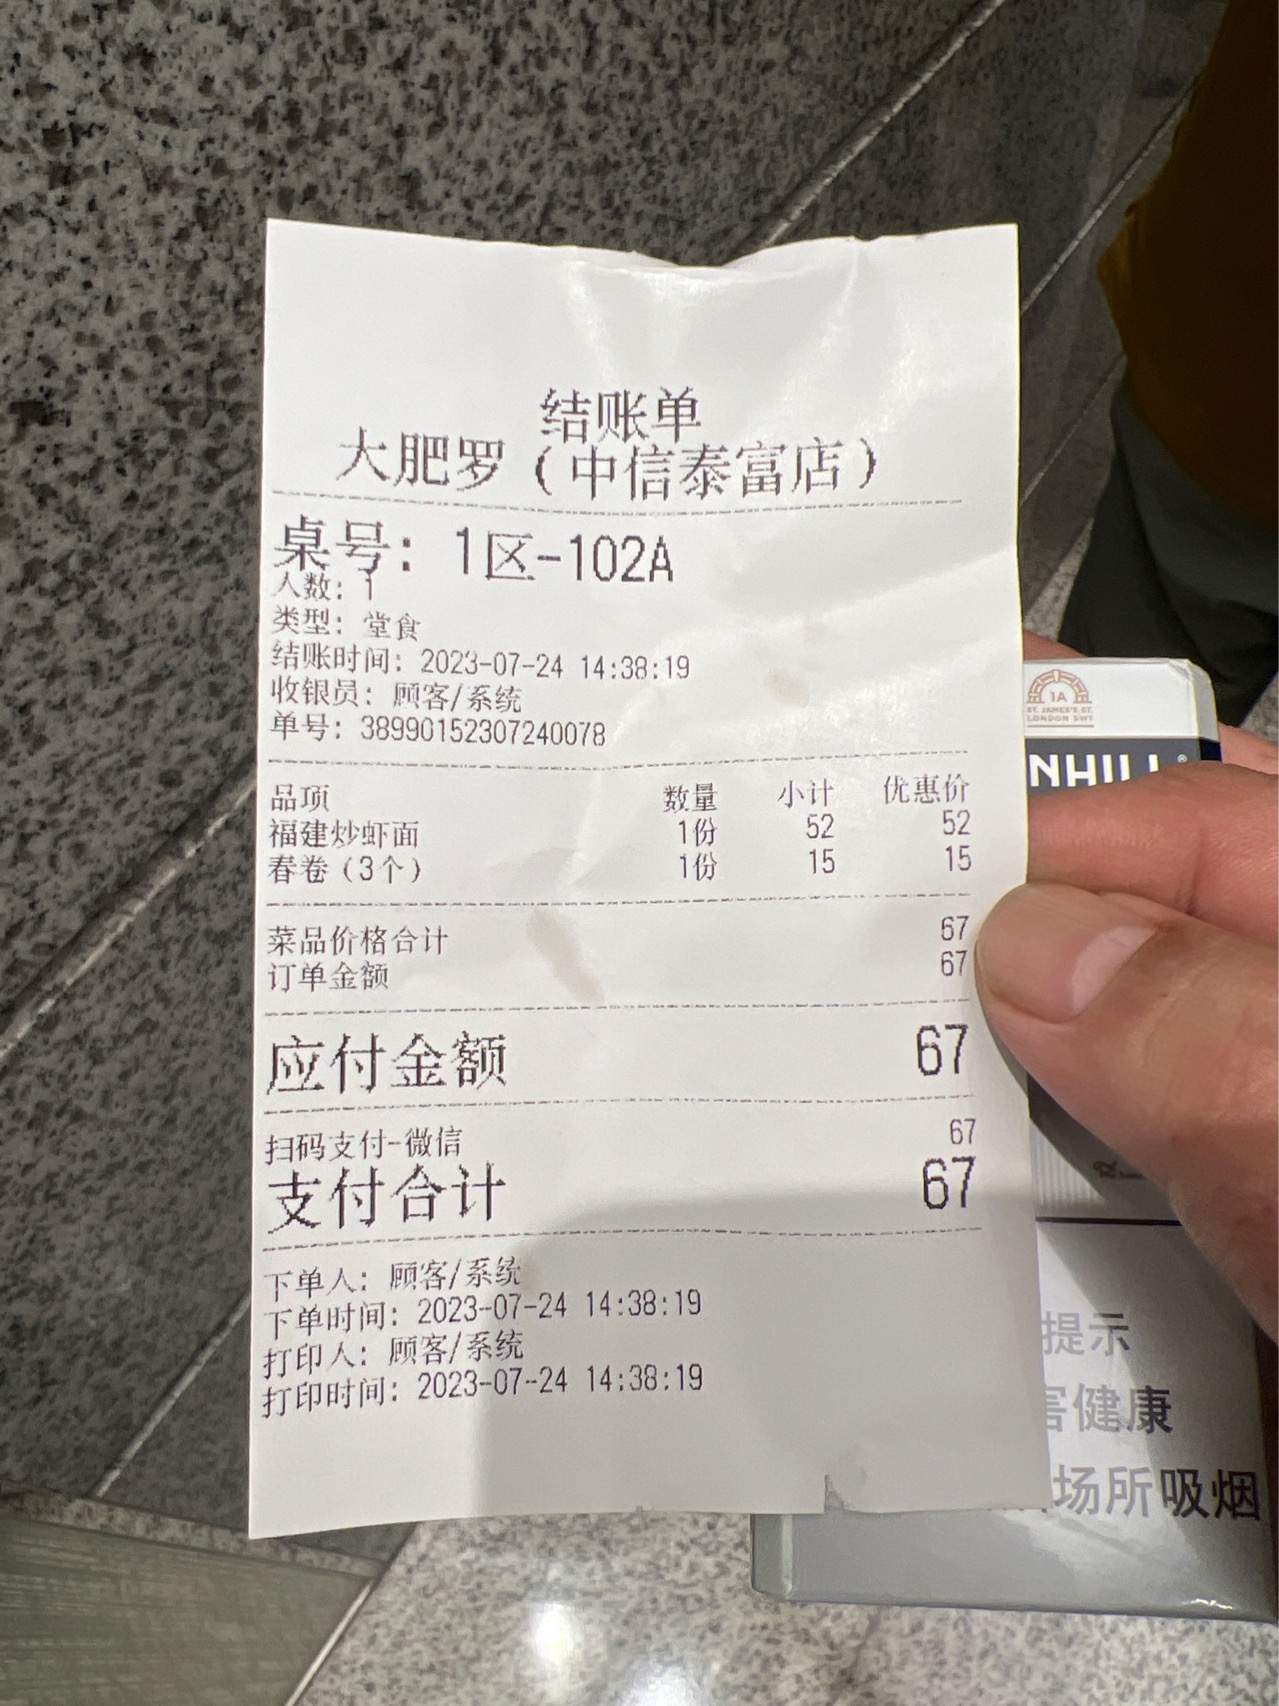 结账单
大肥罗（中信泰富店）
桌号：1区-102A
人数：1
类型：堂食
结账时间：2023-07-24 14:38:19
收银员：顾客/系统
单号：38990152307240078
品项 数量 小计 优惠价
福建炒虾面 1份 52 52
春卷（3个） 1份 15 15
菜品价格合计 67
订单金额 67
应付金额 67
扫码支付-微信 67
支付合计 67
下单人：顾客/系统
下单时间：2023-07-24 14:38:19
打印人：顾客/系统
打印时间：2023-07-24 14:38:19
1A
ST. JAMES'S ST.
LONDON SW1
NHILL®
提示
害健康
场所吸烟